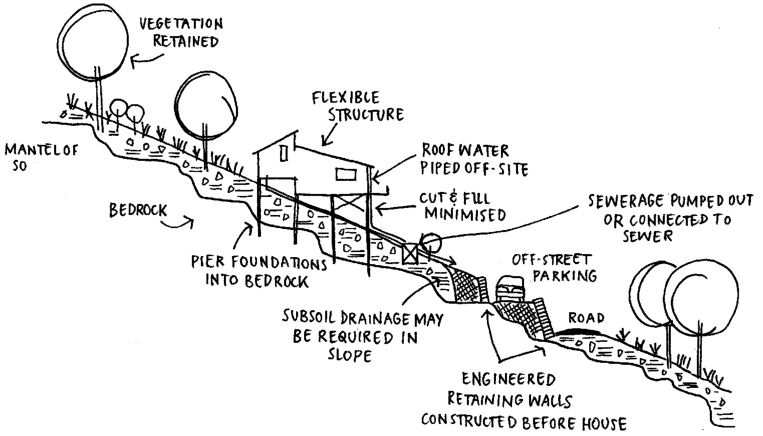 VEGETATION
RETAINED
FLEXIBLE
STRUCTURE
MANTEL OF
SO
ROOF WATER
PIPED OFF-SITE
CUT & FILL
MINIMISED
SEWERAGE PUMPED OUT
OR CONNECTED TO
SEWER
BEDROCK
PIER FOUNDATIONS
INTO BEDROCK
OFF-STREET
PARKING
SUBSOIL DRAINAGE MAY
BE REQUIRED IN
SLOPE
ROAD
ENGINEERED
RETAINING WALLS
CONSTRUCTED BEFORE HOUSE